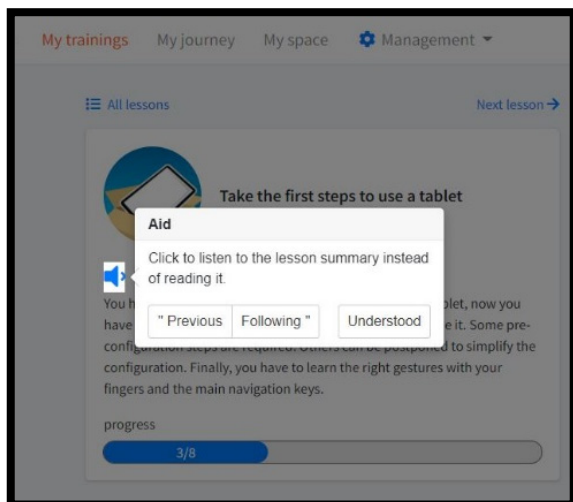 My trainings My journey My space Management
All lessons Next lesson
Take the first steps to use a tablet
Aid
Click to listen to the lesson summary instead
of reading it.
" Previous Following " Understood
You h blet, now you
have e it. Some pre-
configuration steps are required. Others can be postponed to simplify the
configuration. Finally, you have to learn the right gestures with your
fingers and the main navigation keys.
progress
3/8